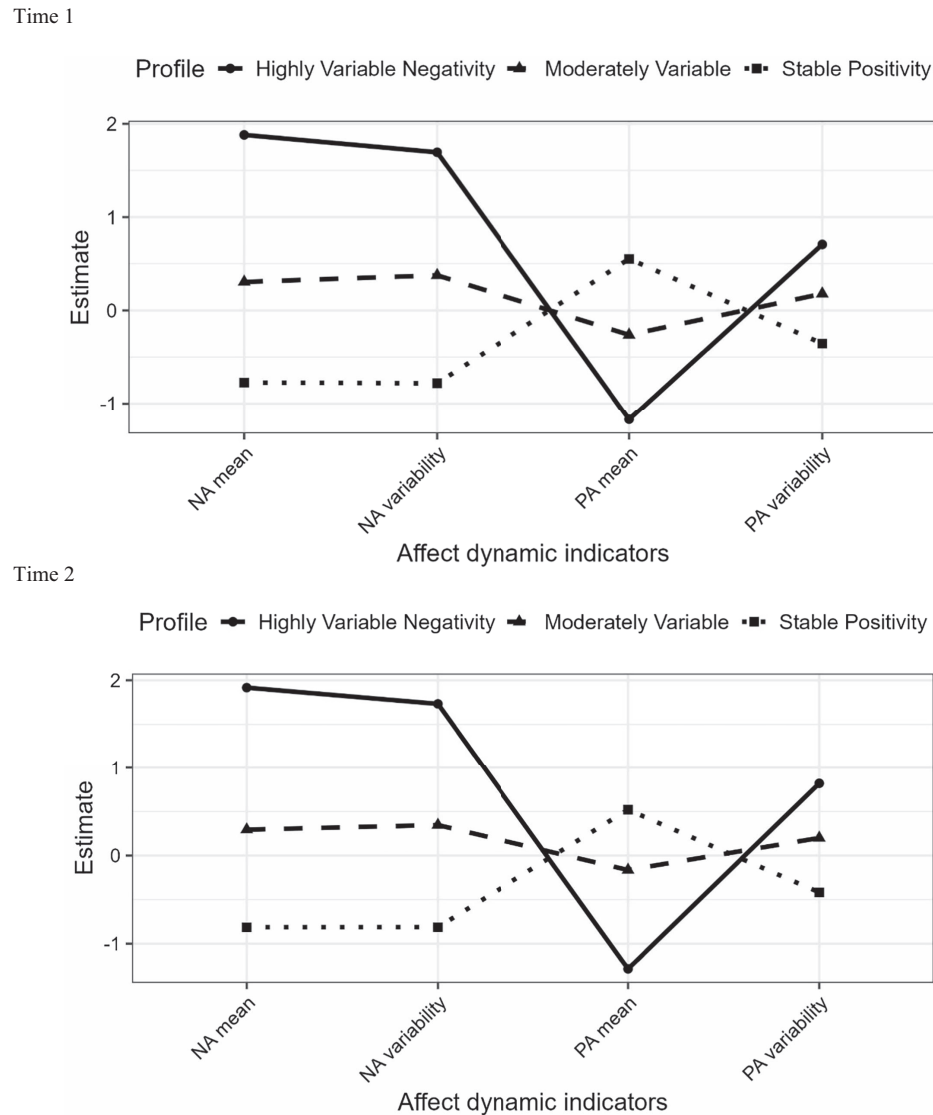 Time 1
Profile Highly Variable Negativity Moderately Variable Stable Positivity
2
1
0
-1
Estimate
NA mean
NA variability
PA mean
PA variability
Affect dynamic indicators
Time 2
Profile Highly Variable Negativity Moderately Variable Stable Positivity
2
1
0
-1
Estimate
NA mean
NA variability
PA mean
PA variability
Affect dynamic indicators